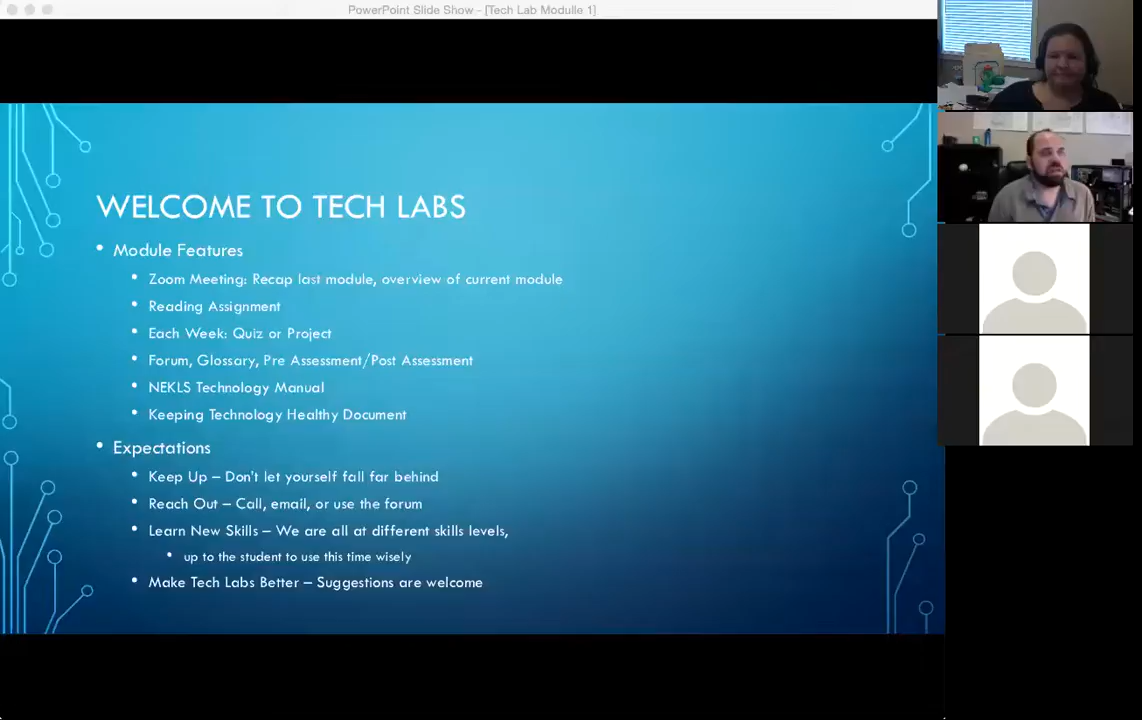 PowerPoint Slide Show - [Tech Lab Modulle 1]
WELCOME TO TECH LABS
• Module Features
• Zoom Meeting: Recap last module, overview of current module
• Reading Assignment
• Each Week: Quiz or Project
• Forum, Glossary, Pre Assessment/Post Assessment
• NEKLS Technology Manual
• Keeping Technology Healthy Document
• Expectations
• Keep Up – Don't let yourself fall far behind
• Reach Out – Call, email, or use the forum
• Learn New Skills – We are all at different skills levels,
• up to the student to use this time wisely
• Make Tech Labs Better – Suggestions are welcome